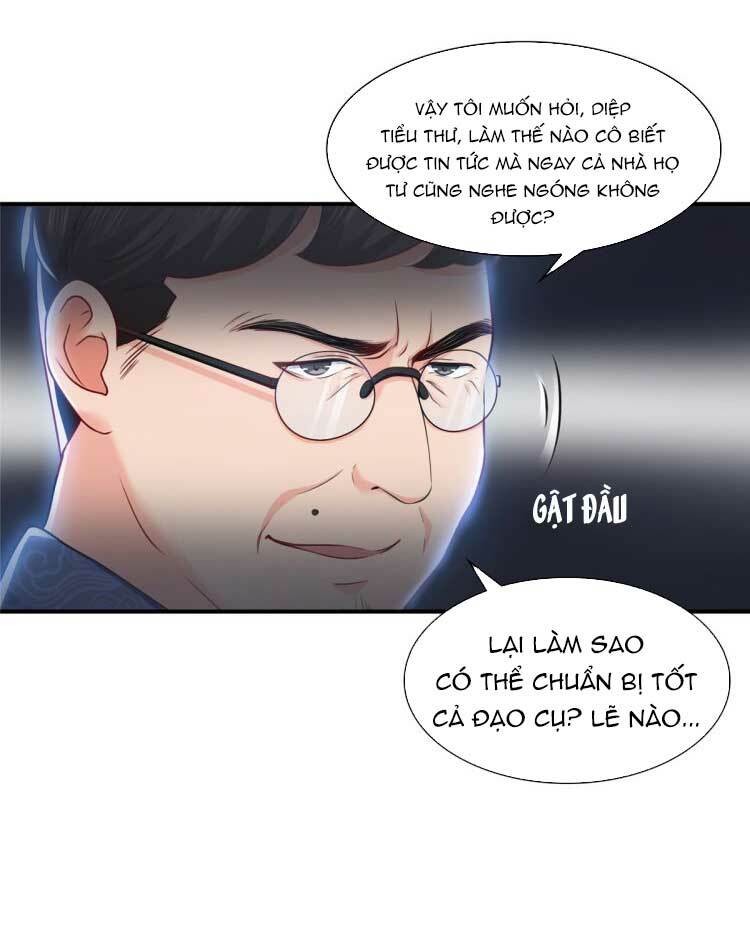 VẬY TÔI MUỐN HỎI, DIỆP
TIỂU THƯ, LÀM THẾ NÀO CÔ BIẾT
ĐƯỢC TIN TỨC MÀ NGAY CẢ NHÀ HỌ
TƯ CŨNG NGHE NGÓNG KHÔNG
ĐƯỢC?
GẬT ĐẦU
LẠI LÀM SAO
CÓ THỂ CHUẨN BỊ TỐT
CẢ ĐẠO CỤ? LẼ NÀO...